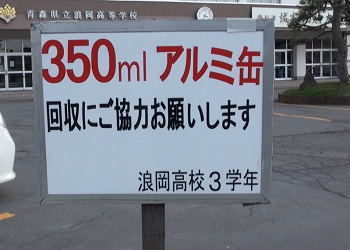 青森県立浪岡高等学校
350ml アルミ缶
回収にご協力お願いします
浪岡高校3学年